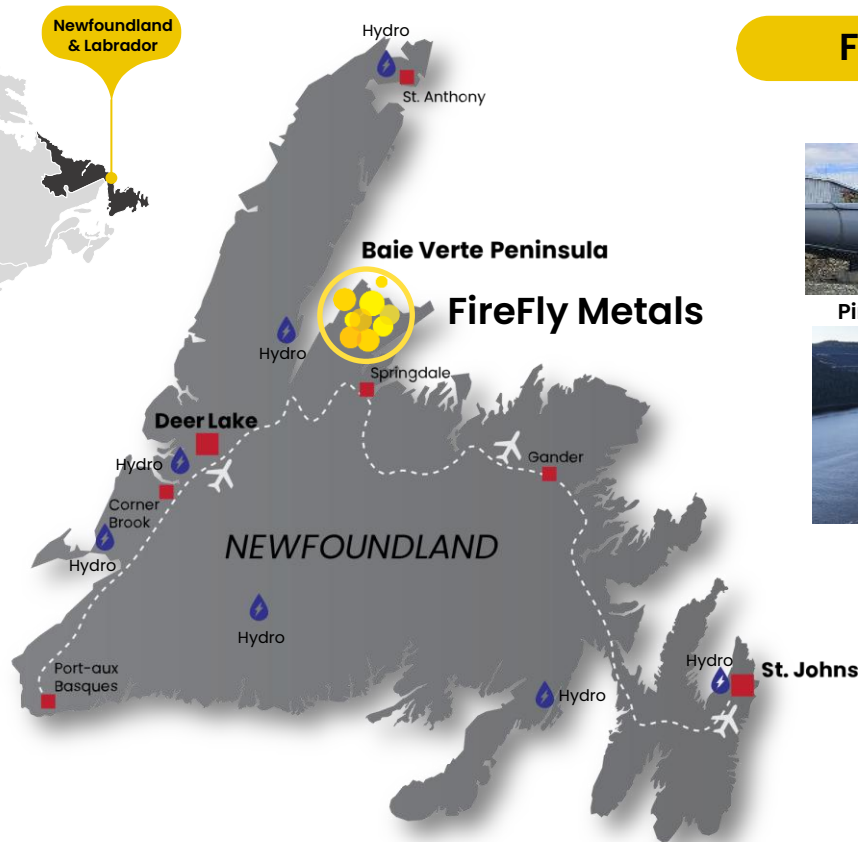 Newfoundland
& Labrador
Hydro
St. Anthony
Baie Verte Peninsula
FireFly Metals
Hydro
Springdale
Deer Lake
Hydro
Gander
Corner
Brook
Hydro
NEWFOUNDLAND
Hydro
Port-aux
Basques
Hydro
Hydro
St. Johns
F
Pi